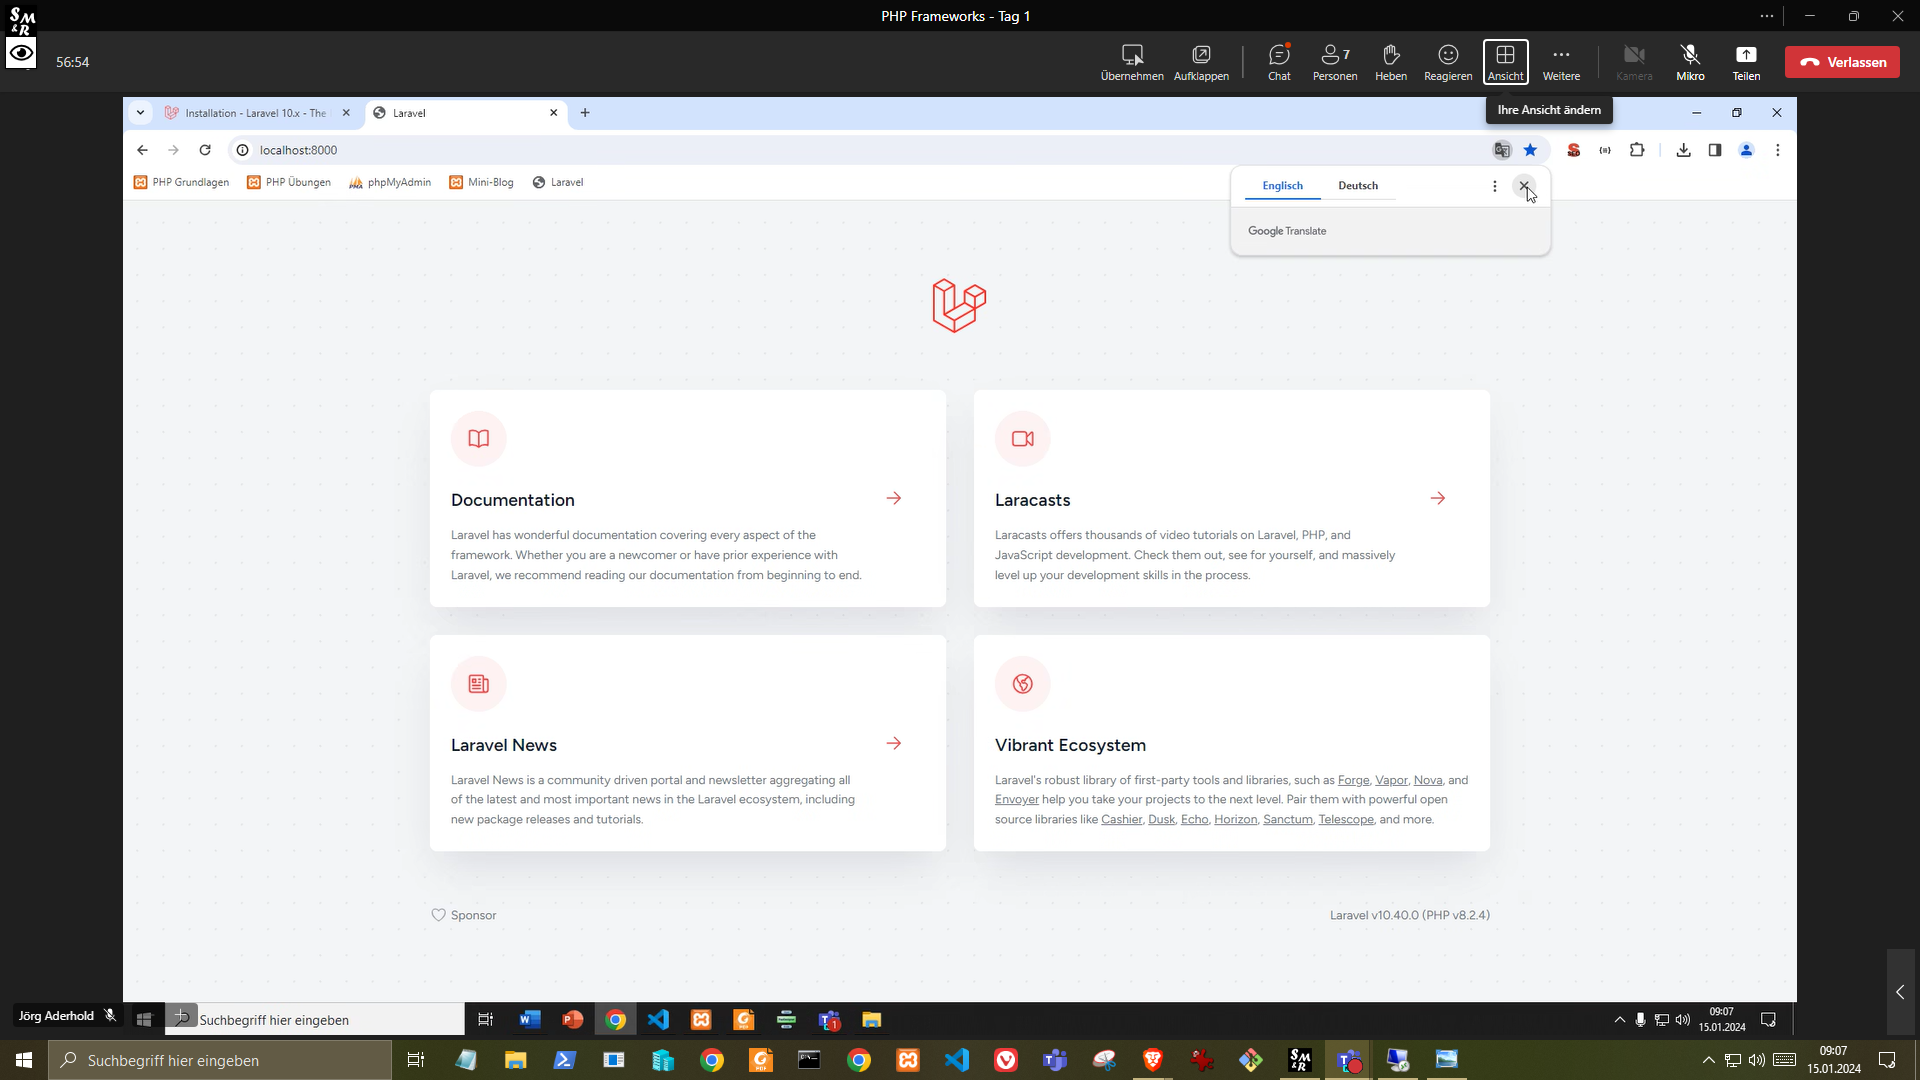 SM&R
PHP Frameworks - Tag 1
56:54
Übernehmen
Aufklappen
Chat
7
Personen
Heben
Reagieren
Ansicht
Weitere
Kamera
Mikro
Teilen
Verlassen
Ihre Ansicht ändern
Installation - Laravel 10.x - The
Laravel
localhost:8000
PHP Grundlagen
PHP Übungen
phpMyAdmin
Mini-Blog
Laravel
Englisch
Deutsch
Google Translate
Documentation
Laravel has wonderful documentation covering every aspect of the
framework. Whether you are a newcomer or have prior experience with
Laravel, we recommend reading our documentation from beginning to end.
Laracasts
Laracasts offers thousands of video tutorials on Laravel, PHP, and
JavaScript development. Check them out, see for yourself, and massively
level up your development skills in the process.
Laravel News
Laravel News is a community driven portal and newsletter aggregating all
of the latest and most important news in the Laravel ecosystem, including
new package releases and tutorials.
Vibrant Ecosystem
Laravel's robust library of first-party tools and libraries, such as Forge, Vapor, Nova, and
Envoyer help you take your projects to the next level. Pair them with powerful open
source libraries like Cashier, Dusk, Echo, Horizon, Sanctum, Telescope, and more.
Sponsor
Laravel v10.40.0 (PHP v8.2.4)
Jörg Aderhold
Suchbegriff hier eingeben
09:07
15.01.2024
Suchbegriff hier eingeben
09:07
15.01.2024